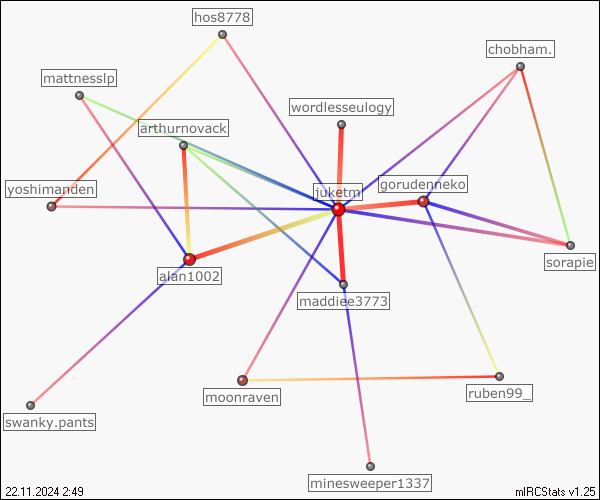 hos8778
chobham.
mattnesslp
wordlesseulogy
arthurnovack
gorudenneko
juketm
yoshimanden
sorapie
alan1002
maddiee3773
ruben99_
moonraven
swanky.pants
minesweeper1337
22.11.2024 2:49
mIRCStats v1.25